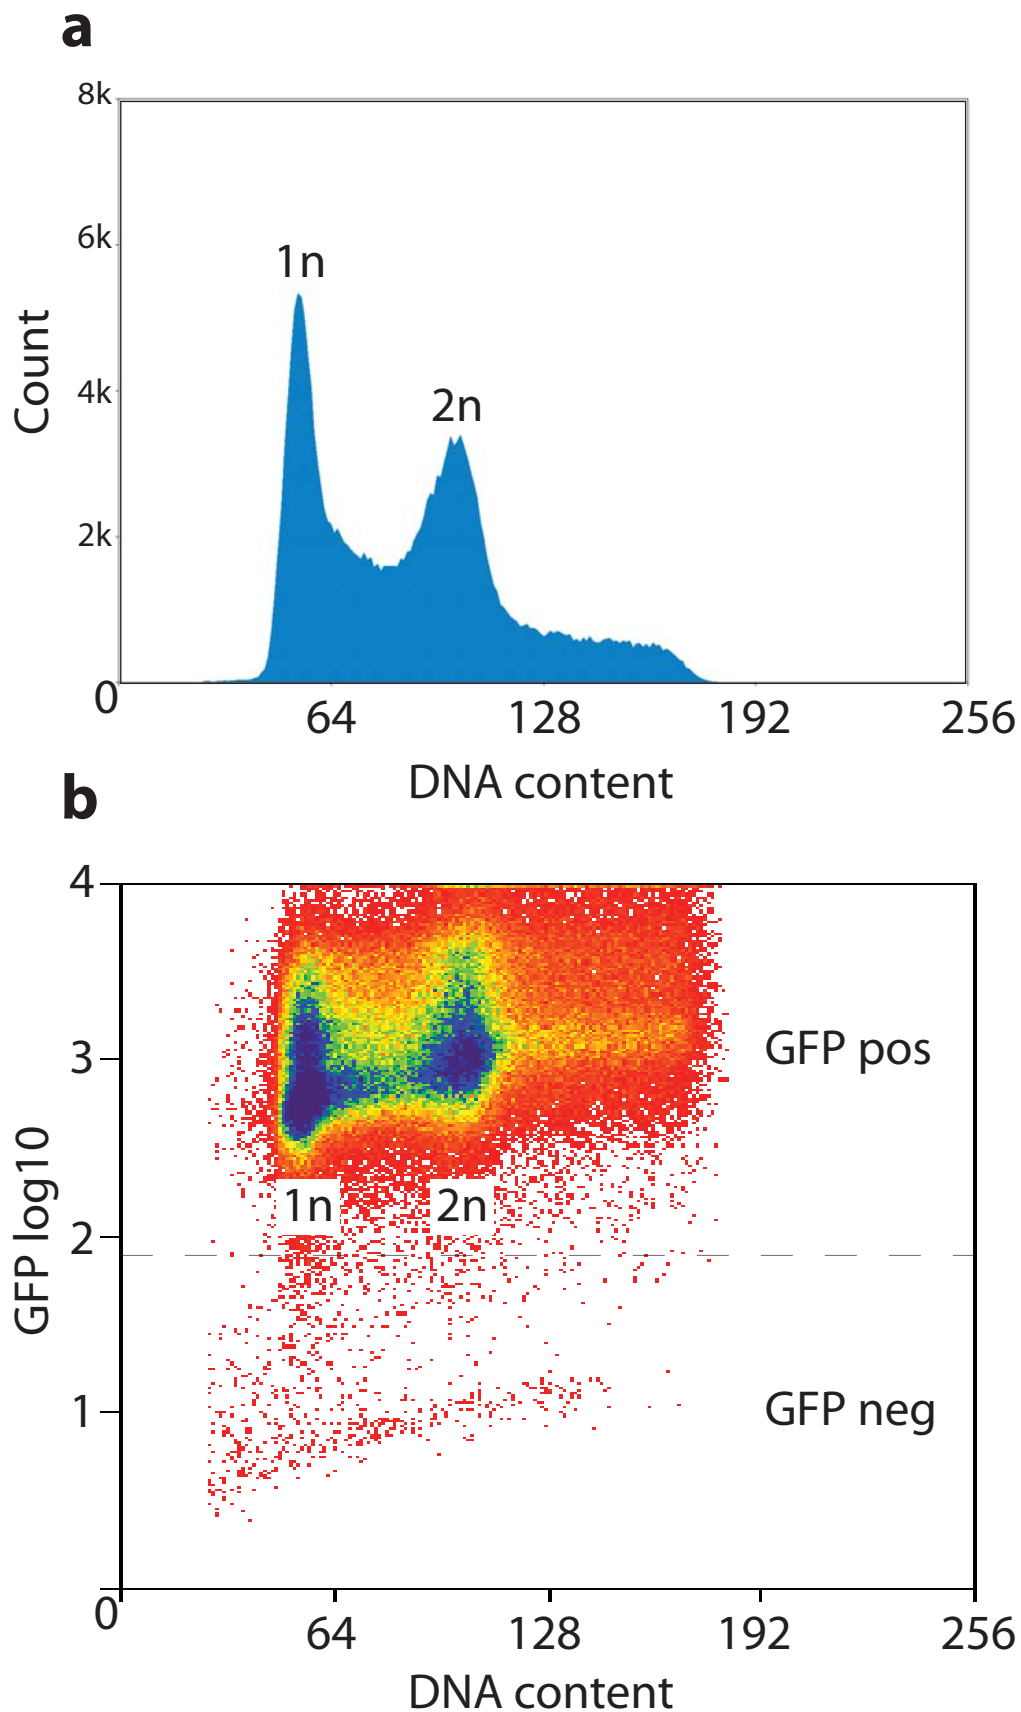 a
8k
6k
4k
2k
0
Count
1n
2n
64
128
192
256
DNA content
b
4
3
2
1
0
GFP log10
GFP pos
1n
2n
GFP neg
64
128
192
256
DNA content